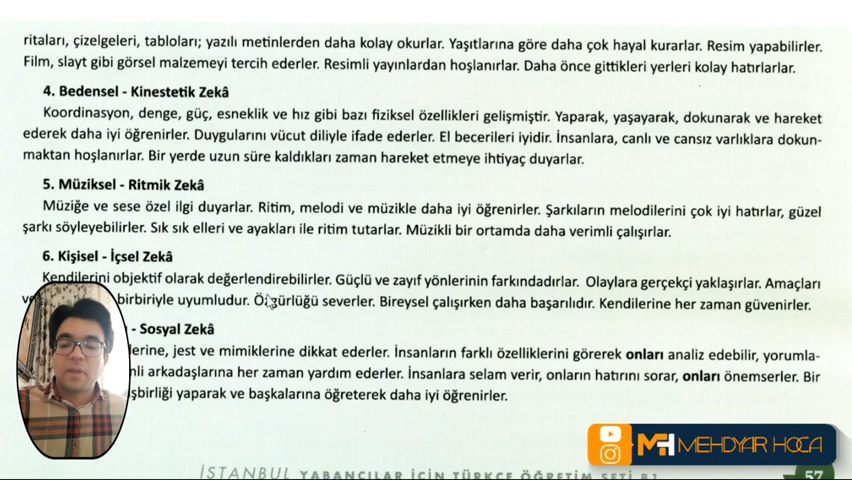 ritaları, çizelgeleri, tabloları; yazılı metinlerden daha kolay okurlar. Yaşıtlarına göre daha çok hayal kurarlar. Resim yapabilirler.
Film, slayt gibi görsel malzemeyi tercih ederler. Resimli yayınlardan hoşlanırlar. Daha önce gittikleri yerleri kolay hatırlarlar.
4. Bedensel - Kinestetik Zekâ
Koordinasyon, denge, güç, esneklik ve hız gibi bazı fiziksel özellikleri gelişmiştir. Yaparak, yaşayarak, dokunarak ve hareket
ederek daha iyi öğrenirler. Duygularını vücut diliyle ifade ederler. El becerileri iyidir. İnsanlara, canlı ve cansız varlıklara dokun-
maktan hoşlanırlar. Bir yerde uzun süre kaldıkları zaman hareket etmeye ihtiyaç duyarlar.
5. Müziksel - Ritmik Zekâ
Müziğe ve sese özel ilgi duyarlar. Ritim, melodi ve müzikle daha iyi öğrenirler. Şarkıların melodilerini çok iyi hatırlar, güzel
şarkı söyleyebilirler. Sık sık elleri ve ayakları ile ritim tutarlar. Müzikli bir ortamda daha verimli çalışırlar.
6. Kişisel - İçsel Zekâ
Kendilerini objektif olarak değerlendirebilirler. Güçlü ve zayıf yönlerinin farkındadırlar. Olaylara gerçekçi yaklaşırlar. Amaçları
birbiriyle uyumludur. Özgürlüğü severler. Bireysel çalışırken daha başarılıdır. Kendilerine her zaman güvenirler.
- Sosyal Zekâ
lerine, jest ve mimiklerine dikkat ederler. İnsanların farklı özelliklerini görerek onları analiz edebilir, yorumla-
nli arkadaşlarına her zaman yardım ederler. İnsanlara selam verir, onların hatırını sorar, onları önemserler. Bir
işbirliği yaparak ve başkalarına öğreterek daha iyi öğrenirler.
MH MEHDYAR HOCA
İSTANBUL YABANCILAR İÇİN TÜRKÇE ÖĞRETİM SETİ B1
57